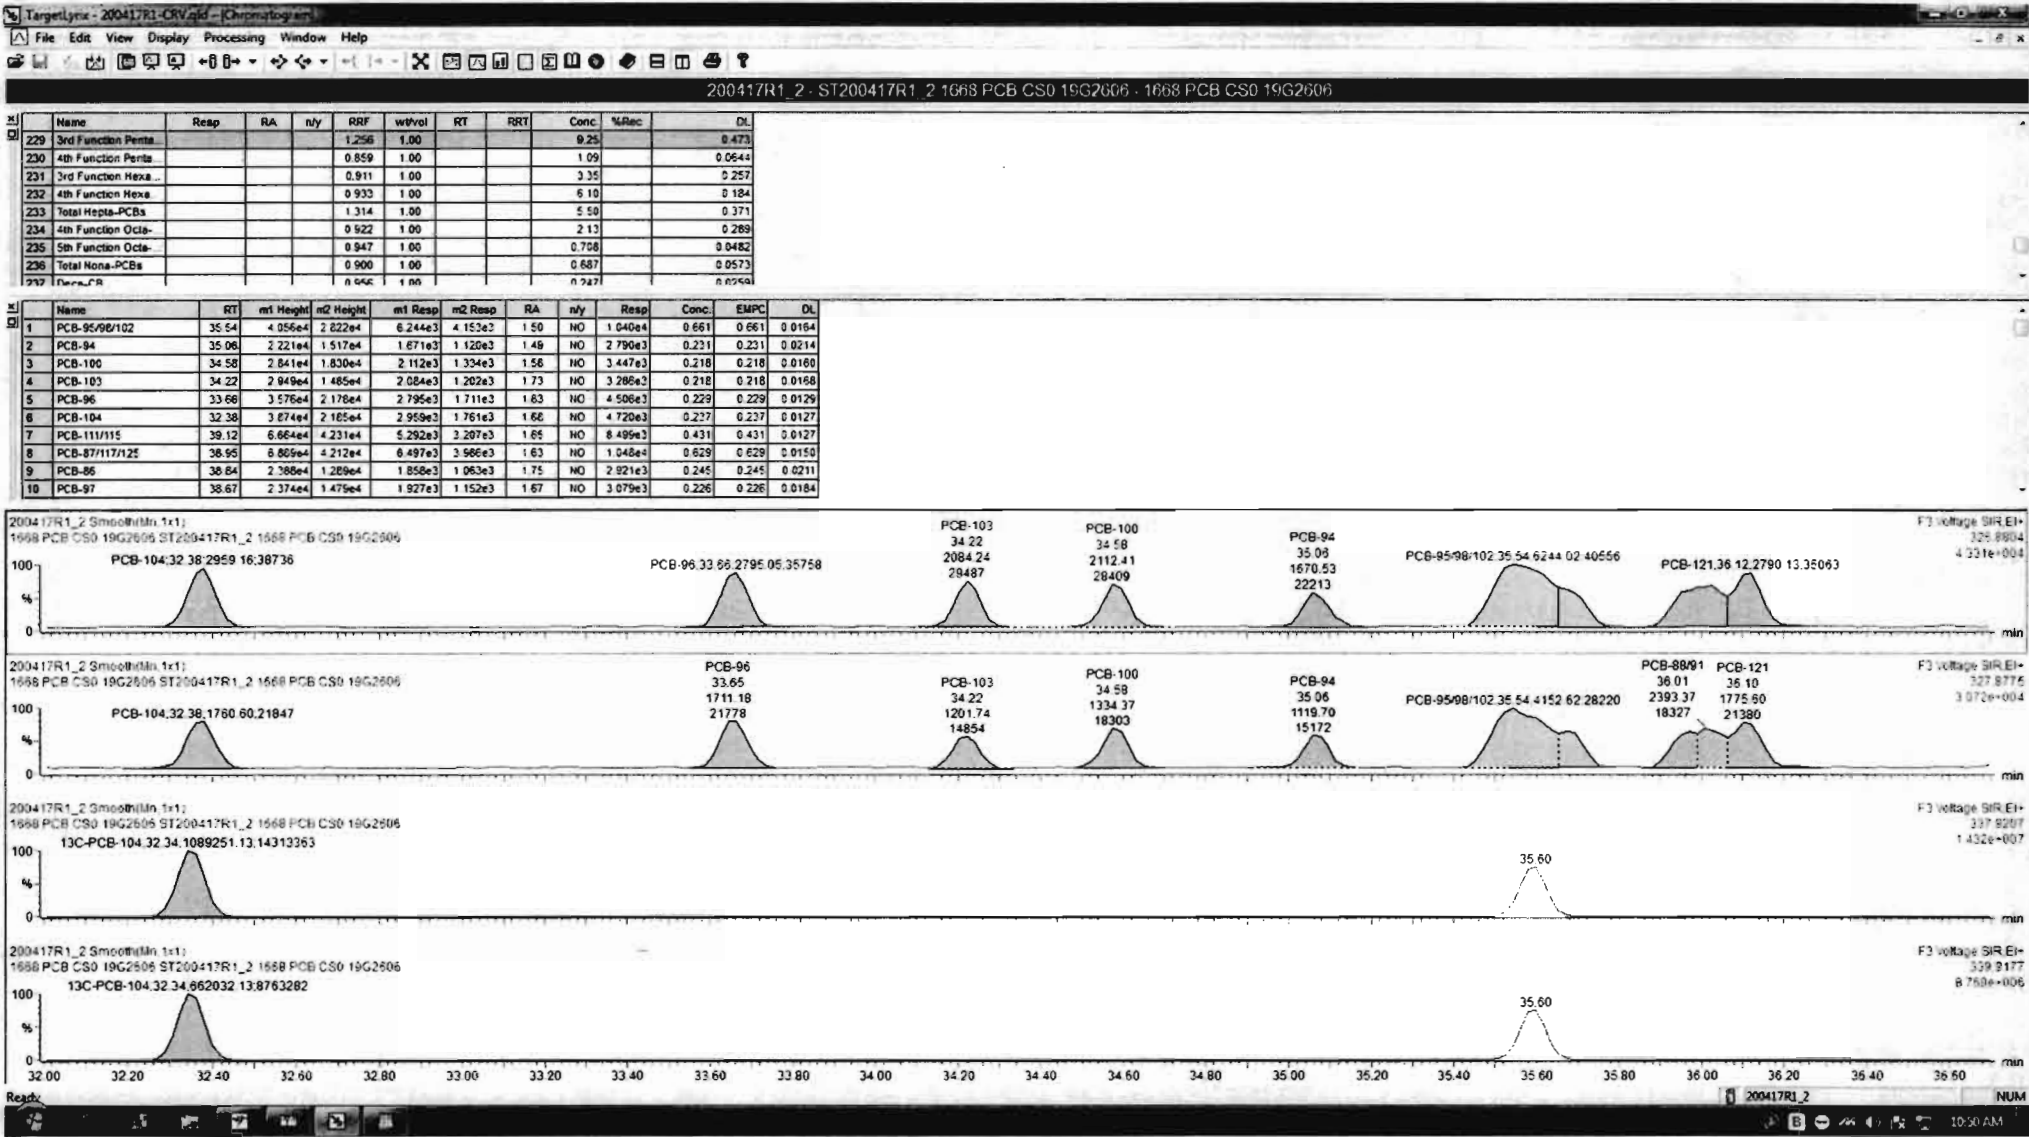 TargetLynx - 200417R1-CRV.qld - [Chromatogram]
File Edit View Display Processing Window Help
200417R1_2 - ST200417R1_2 1668 PCB CS0 19G2606 - 1668 PCB CS0 19G2606
Name Resp RA n/y RRF wt/vol RT RRT Conc %Rec DL
229 3rd Function Penta... 1.256 1.00 9.25 0.473
230 4th Function Penta 0.859 1.00 1.09 0.0644
231 3rd Function Hexa... 0.911 1.00 3.35 0.257
232 4th Function Hexa 0.933 1.00 6.10 0.184
233 Total Hepta-PCBs 1.314 1.00 5.50 0.371
234 4th Function Octa- 0.922 1.00 2.13 0.289
235 5th Function Octa- 0.947 1.00 0.708 0.0482
236 Total Nona-PCBs 0.900 1.00 0.687 0.0573
237 Deca-CB 0.956 1.00 0.247 0.0259
Name RT m1 Height m2 Height m1 Resp m2 Resp RA n/y Resp Conc. EMPC DL
1 PCB-95/98/102 35.54 4.056e4 2.822e4 6.244e3 4.153e3 1.50 NO 1.040e4 0.661 0.661 0.0164
2 PCB-94 35.06 2.221e4 1.517e4 1.671e3 1.120e3 1.49 NO 2.790e3 0.231 0.231 0.0214
3 PCB-100 34.58 2.841e4 1.830e4 2.112e3 1.334e3 1.58 NO 3.447e3 0.218 0.218 0.0160
4 PCB-103 34.22 2.949e4 1.485e4 2.084e3 1.202e3 1.73 NO 3.286e3 0.218 0.218 0.0168
5 PCB-96 33.66 3.576e4 2.178e4 2.795e3 1.711e3 1.63 NO 4.506e3 0.229 0.229 0.0129
6 PCB-104 32.38 3.874e4 2.185e4 2.959e3 1.761e3 1.68 NO 4.720e3 0.237 0.237 0.0127
7 PCB-111/115 39.12 6.664e4 4.231e4 5.292e3 3.207e3 1.65 NO 8.499e3 0.431 0.431 0.0127
8 PCB-87/117/125 38.95 6.889e4 4.212e4 6.497e3 3.986e3 1.63 NO 1.048e4 0.629 0.629 0.0150
9 PCB-86 38.84 2.388e4 1.289e4 1.858e3 1.063e3 1.75 NO 2.921e3 0.245 0.245 0.0211
10 PCB-97 38.67 2.374e4 1.479e4 1.927e3 1.152e3 1.67 NO 3.079e3 0.226 0.226 0.0184
200417R1_2 Smooth(Mn,1x1)
1668 PCB CS0 19G2606 ST200417R1_2 1668 PCB CS0 19G2606
F3:Voltage SIR,EI+
325.8804
4.331e+004
PCB-104;32.38;2959.16;38736
PCB-96;33.66;2795.05;35758
PCB-103
34.22
2084.24
29487
PCB-100
34.58
2112.41
28409
PCB-94
35.06
1670.53
22213
PCB-95/98/102;35.54;6244.02;40556
PCB-121;36.12;2790.13;35063
100
%
0
min
200417R1_2 Smooth(Mn,1x1)
1668 PCB CS0 19G2606 ST200417R1_2 1668 PCB CS0 19G2606
F3:Voltage SIR,EI+
327.8775
3.072e+004
PCB-104;32.38;1760.60;21847
PCB-96
33.65
1711.18
21778
PCB-103
34.22
1201.74
14854
PCB-100
34.58
1334.37
18303
PCB-94
35.06
1119.70
15172
PCB-95/98/102;35.54;4152.62;28220
PCB-88/91
36.01
2393.37
18327
PCB-121
36.10
1775.60
21380
100
%
0
min
200417R1_2 Smooth(Mn,1x1)
1668 PCB CS0 19G2606 ST200417R1_2 1668 PCB CS0 19G2606
F3:Voltage SIR,EI+
337.9207
1.432e+007
13C-PCB-104;32.34;1089251.13;14313363
35.60
100
%
0
min
200417R1_2 Smooth(Mn,1x1)
1668 PCB CS0 19G2606 ST200417R1_2 1668 PCB CS0 19G2606
F3:Voltage SIR,EI+
339.9177
8.768e+006
13C-PCB-104;32.34;662032.13;8763282
35.60
100
%
0
min
32.00 32.20 32.40 32.60 32.80 33.00 33.20 33.40 33.60 33.80 34.00 34.20 34.40 34.60 34.80 35.00 35.20 35.40 35.60 35.80 36.00 36.20 36.40 36.60
Ready
200417R1_2 NUM
10:50 AM